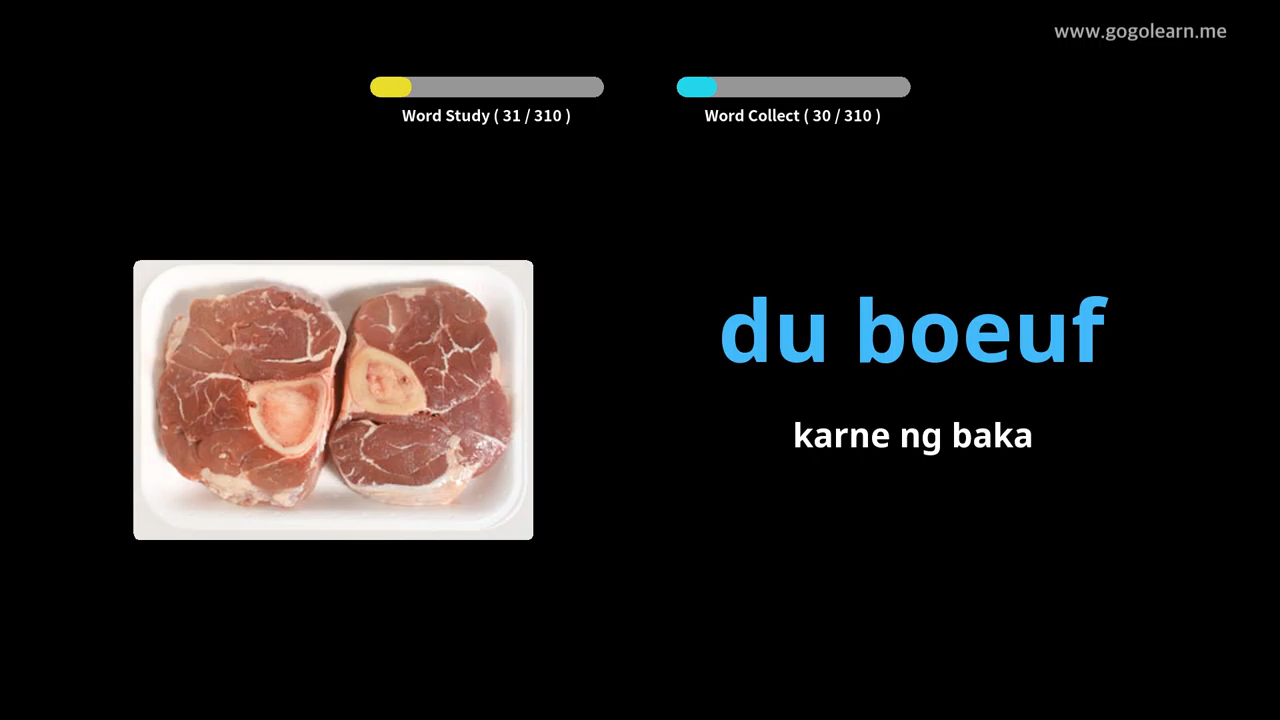 www.gogolearn.me
Word Study ( 31 / 310 )
Word Collect ( 30 / 310 )
du boeuf
karne ng baka